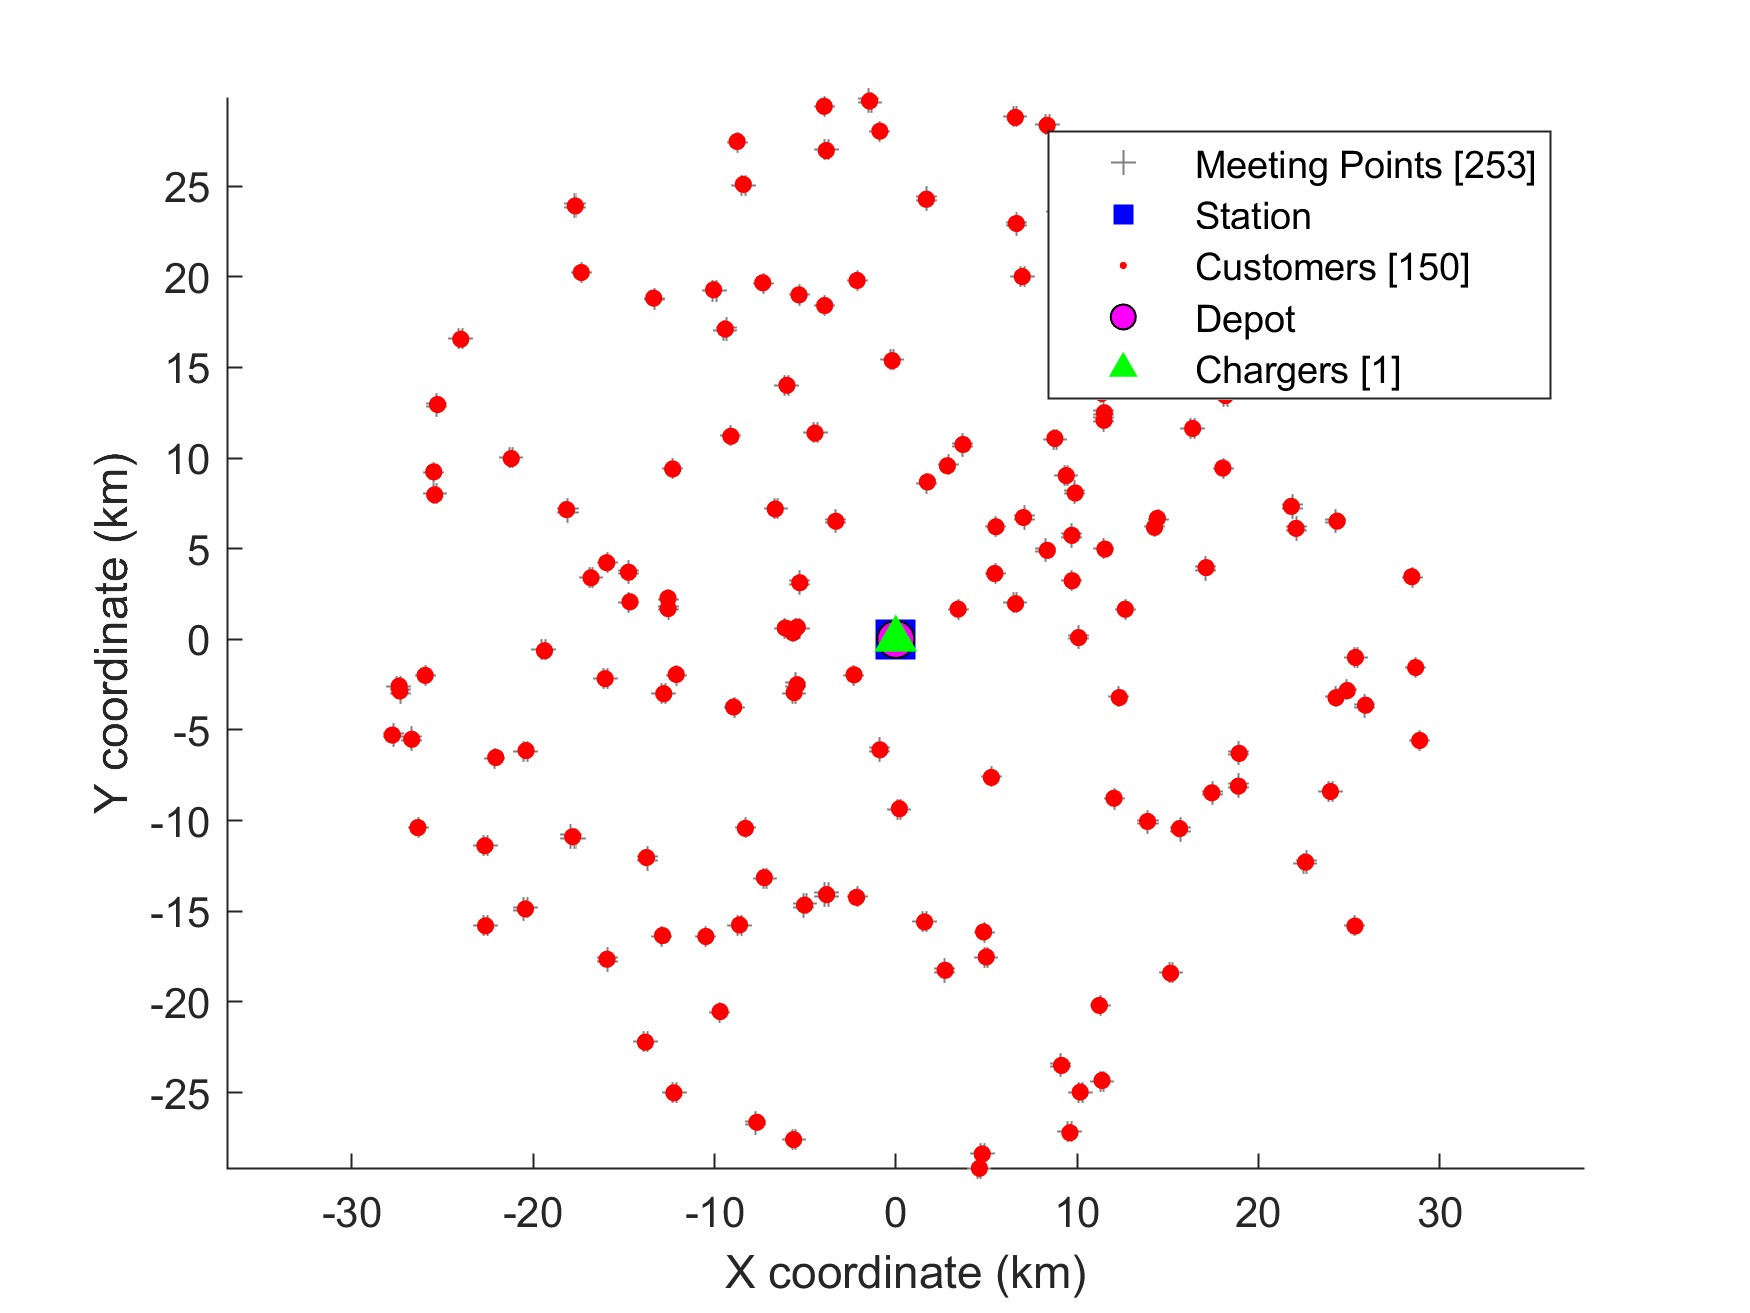 Meeting Points [253]
Station
Customers [150]
Depot
Chargers [1]
25
20
15
10
5
0
-5
-10
-15
-20
-25
Y coordinate (km)
-30 -20 -10 0 10 20 30
X coordinate (km)